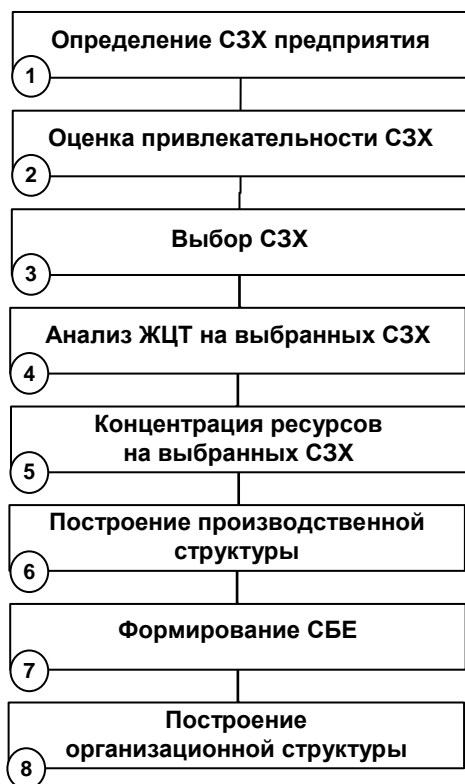 Определение СЗХ предприятия
1
Оценка привлекательности СЗХ
2
Выбор СЗХ
3
Анализ ЖЦТ на выбранных СЗХ
4
Концентрация ресурсов
на выбранных СЗХ
5
Построение производственной
структуры
6
Формирование СБЕ
7
Построение
организационной структуры
8